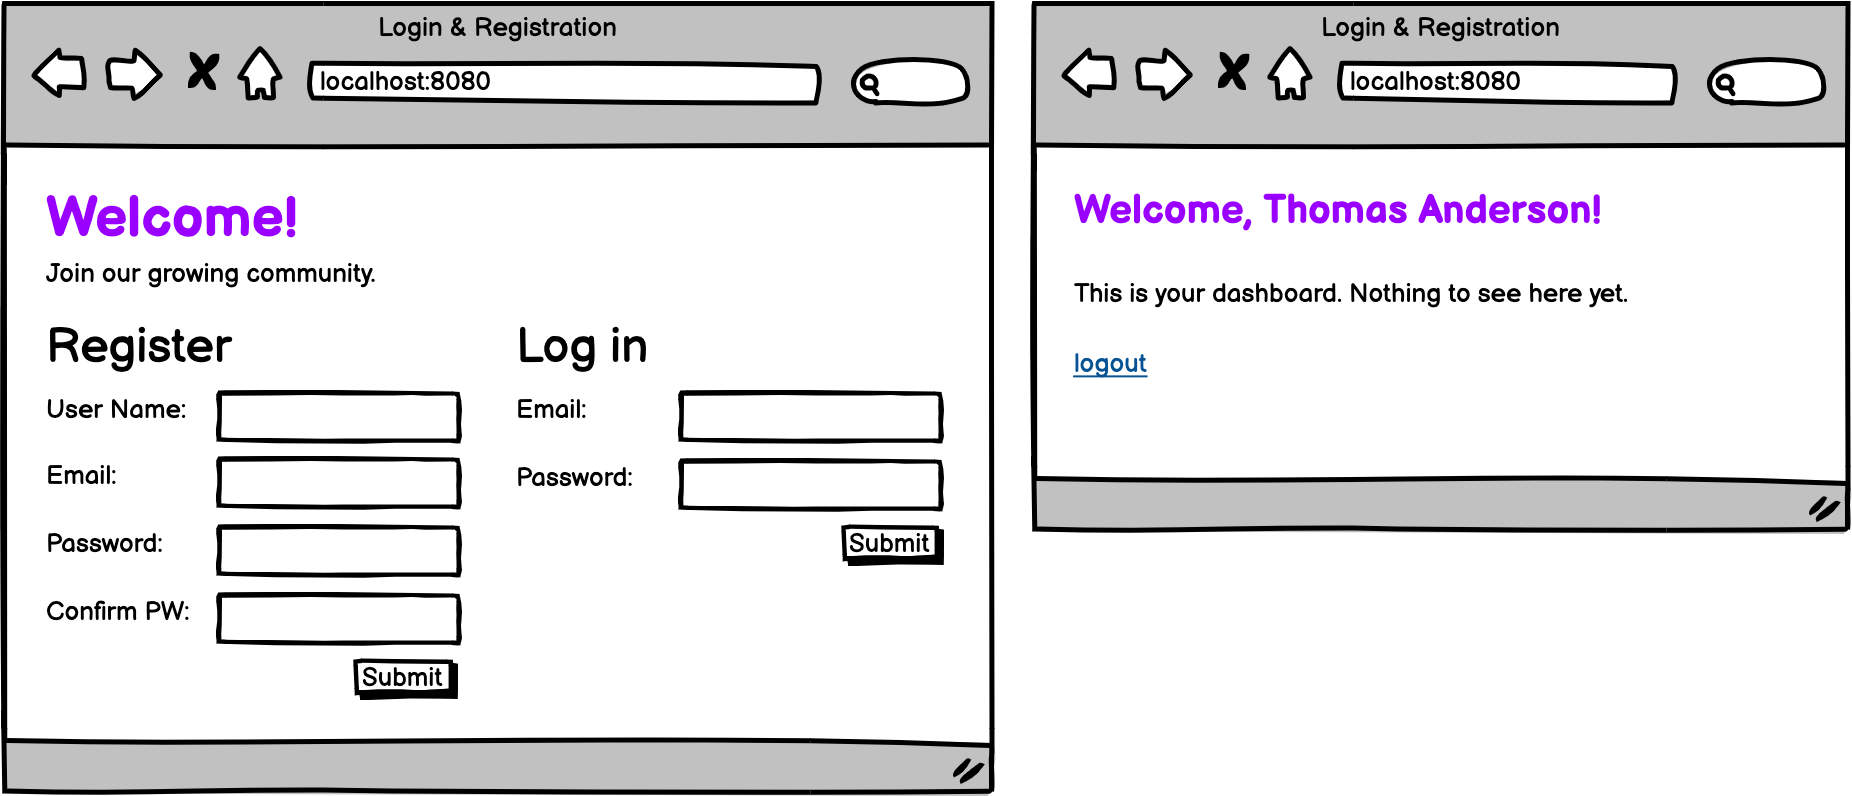 Login & Registration
localhost:8080
Welcome!
Join our growing community.
Register
User Name:
Email:
Password:
Confirm PW:
Submit
Log in
Email:
Password:
Submit
Login & Registration
localhost:8080
Welcome, Thomas Anderson!
This is your dashboard. Nothing to see here yet.
logout